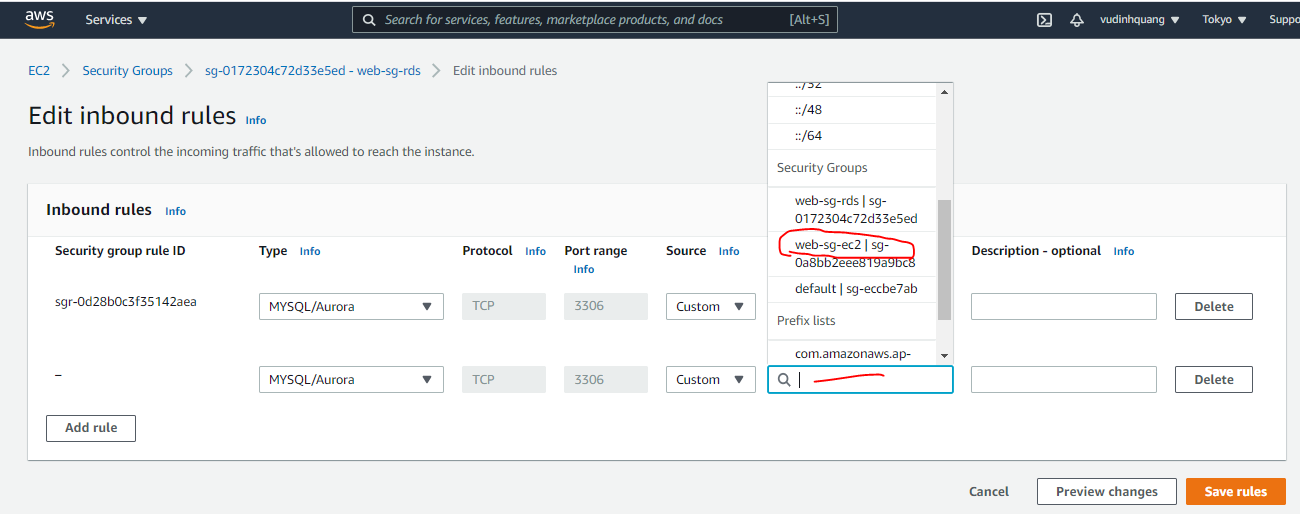 aws Services Search for services, features, marketplace products, and docs [Alt+S] vudinhquang Tokyo Suppo
EC2 Security Groups sg-0172304c72d33e5ed - web-sg-rds Edit inbound rules
Edit inbound rules Info
Inbound rules control the incoming traffic that's allowed to reach the instance.
Inbound rules Info
Security group rule ID Type Info Protocol Info Port range Info Source Info Description - optional Info
sgr-0d28b0c3f35142aea MYSQL/Aurora TCP 3306 Custom Delete
::/32
::/48
::/64
Security Groups
web-sg-rds | sg-
0172304c72d33e5ed
web-sg-ec2 | sg-
0a8bb2eee819a9bc8
default | sg-eccbe7ab
Prefix lists
com.amazonaws.ap-
– MYSQL/Aurora TCP 3306 Custom Delete
Add rule
Cancel Preview changes Save rules